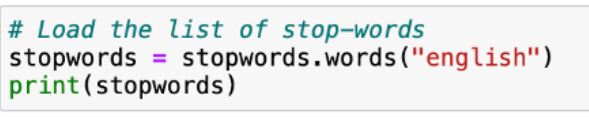 # Load the list of stop-words
stopwords = stopwords.words("english")
print(stopwords)